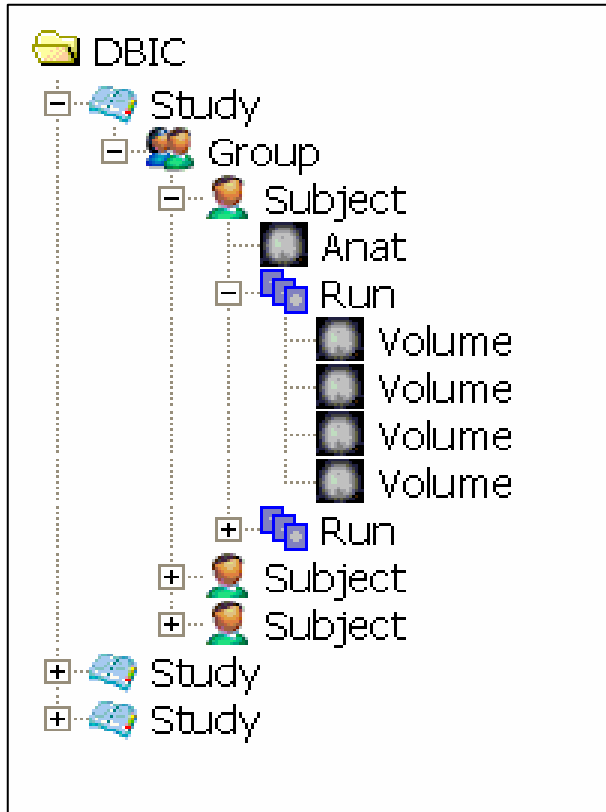 DBIC
Study
Group
Subject
Anat
Run
Volume
Volume
Volume
Volume
Run
Subject
Subject
Study
Study